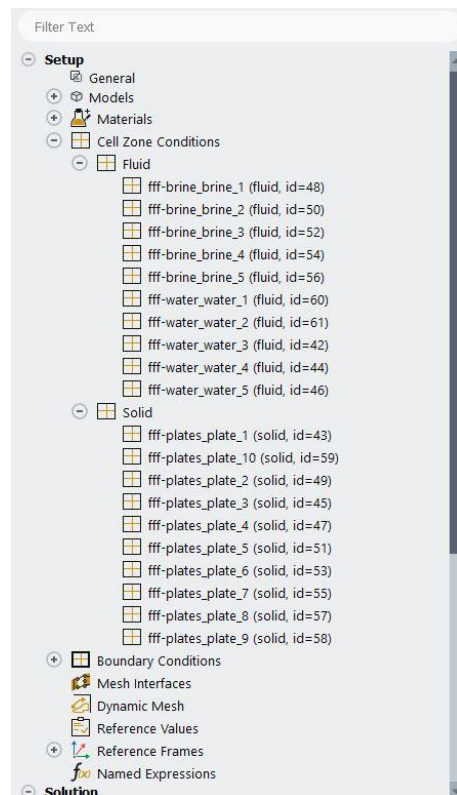 Filter Text
Setup
General
Models
Materials
Cell Zone Conditions
Fluid
fff-brine_brine_1 (fluid, id=48)
fff-brine_brine_2 (fluid, id=50)
fff-brine_brine_3 (fluid, id=52)
fff-brine_brine_4 (fluid, id=54)
fff-brine_brine_5 (fluid, id=56)
fff-water_water_1 (fluid, id=60)
fff-water_water_2 (fluid, id=61)
fff-water_water_3 (fluid, id=42)
fff-water_water_4 (fluid, id=44)
fff-water_water_5 (fluid, id=46)
Solid
fff-plates_plate_1 (solid, id=43)
fff-plates_plate_10 (solid, id=59)
fff-plates_plate_2 (solid, id=49)
fff-plates_plate_3 (solid, id=45)
fff-plates_plate_4 (solid, id=47)
fff-plates_plate_5 (solid, id=51)
fff-plates_plate_6 (solid, id=53)
fff-plates_plate_7 (solid, id=55)
fff-plates_plate_8 (solid, id=57)
fff-plates_plate_9 (solid, id=58)
Boundary Conditions
Mesh Interfaces
Dynamic Mesh
Reference Values
Reference Frames
Named Expressions
Solution